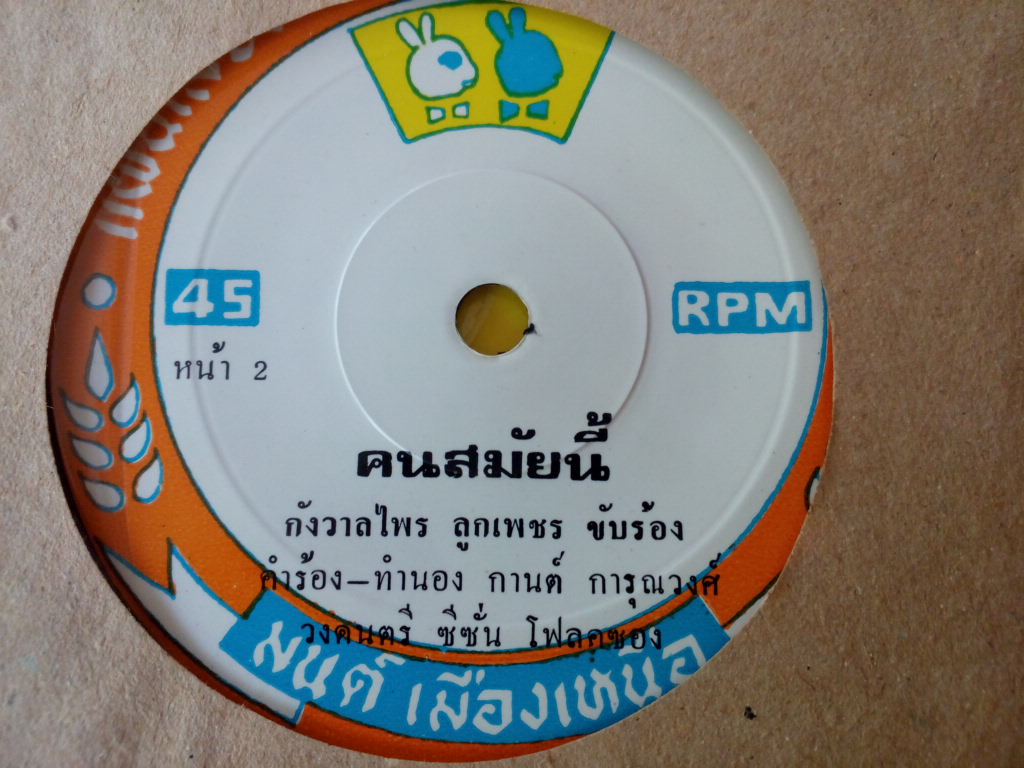 45 RPM
หน้า 2
คนสมัยนี้
กังวาลไพร ลูกเพชร ขับร้อง
คำร้อง-ทำนอง กานต์ การุณวงศ์
วงดนตรี ซีซั่น โฟลคซอง
มนต์เมืองเหนือ